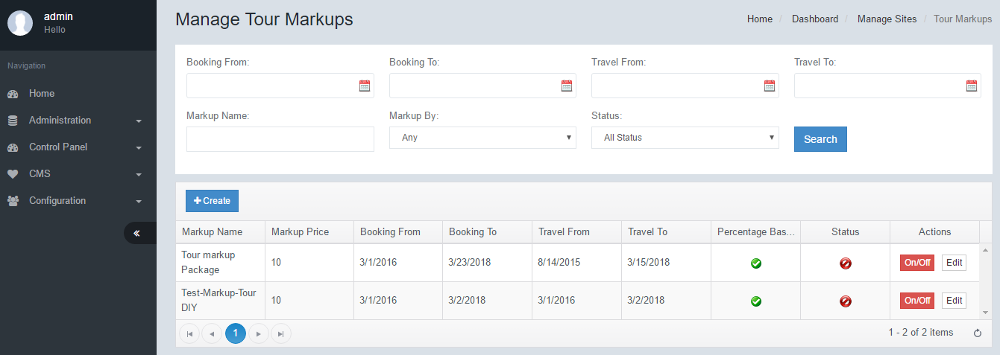 admin
Hello
Manage Tour Markups
Home / Dashboard / Manage Sites / Tour Markups
Navigation
Home
Administration
Control Panel
CMS
Configuration
Booking From: Booking To: Travel From: Travel To:
Markup Name: Markup By: Status:
Any All Status Search
Create
Markup Name Markup Price Booking From Booking To Travel From Travel To Percentage Bas... Status Actions
Tour markup
Package
10 3/1/2016 3/23/2018 8/14/2015 3/15/2018 On/Off Edit
Test-Markup-Tour
DIY
10 3/1/2016 3/2/2018 3/1/2016 3/2/2018 On/Off Edit
1 1 - 2 of 2 items